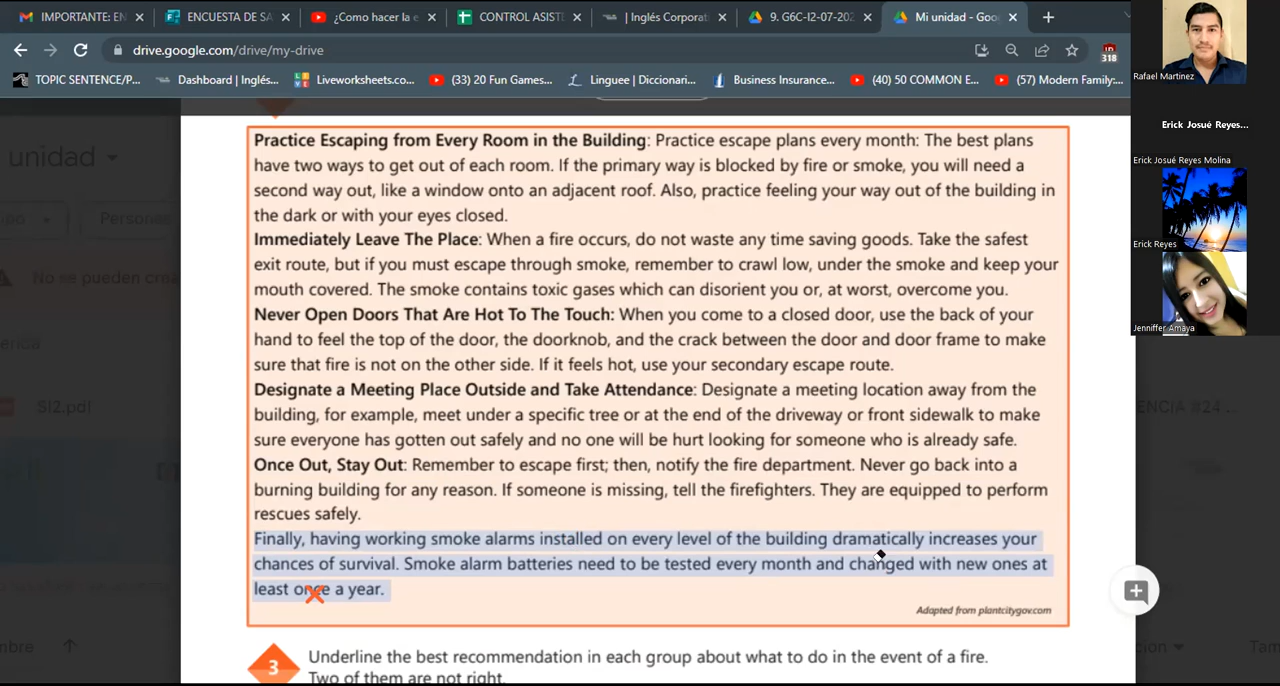 IMPORTANTE: EN
ENCUESTA DE SA
¿Como hacer la e
CONTROL ASIST
| Inglés Corporati
9. G6C-I2-07-202
Mi unidad - Goo
drive.google.com/drive/my-drive
318
TOPIC SENTENCE/P...
Dashboard | Inglés...
Liveworksheets.co...
(33) 20 Fun Games...
Linguee | Diccionari...
Business Insurance...
(40) 50 COMMON E...
(57) Modern Family:...
Rafael Martinez
Erick Josué Reyes...
Erick Josué Reyes Molina
Erick Reyes
Jenniffer Amaya
unidad
ipo
Personas
No se pueden crea
SI2.pdf
ENCIA #24 ...
Practice Escaping from Every Room in the Building: Practice escape plans every month: The best plans
have two ways to get out of each room. If the primary way is blocked by fire or smoke, you will need a
second way out, like a window onto an adjacent roof. Also, practice feeling your way out of the building in
the dark or with your eyes closed.
Immediately Leave The Place: When a fire occurs, do not waste any time saving goods. Take the safest
exit route, but if you must escape through smoke, remember to crawl low, under the smoke and keep your
mouth covered. The smoke contains toxic gases which can disorient you or, at worst, overcome you.
Never Open Doors That Are Hot To The Touch: When you come to a closed door, use the back of your
hand to feel the top of the door, the doorknob, and the crack between the door and door frame to make
sure that fire is not on the other side. If it feels hot, use your secondary escape route.
Designate a Meeting Place Outside and Take Attendance: Designate a meeting location away from the
building, for example, meet under a specific tree or at the end of the driveway or front sidewalk to make
sure everyone has gotten out safely and no one will be hurt looking for someone who is already safe.
Once Out, Stay Out: Remember to escape first; then, notify the fire department. Never go back into a
burning building for any reason. If someone is missing, tell the firefighters. They are equipped to perform
rescues safely.
Finally, having working smoke alarms installed on every level of the building dramatically increases your
chances of survival. Smoke alarm batteries need to be tested every month and changed with new ones at
least once a year.
Adapted from plantcitygov.com
3
Underline the best recommendation in each group about what to do in the event of a fire.
Two of them are not right.